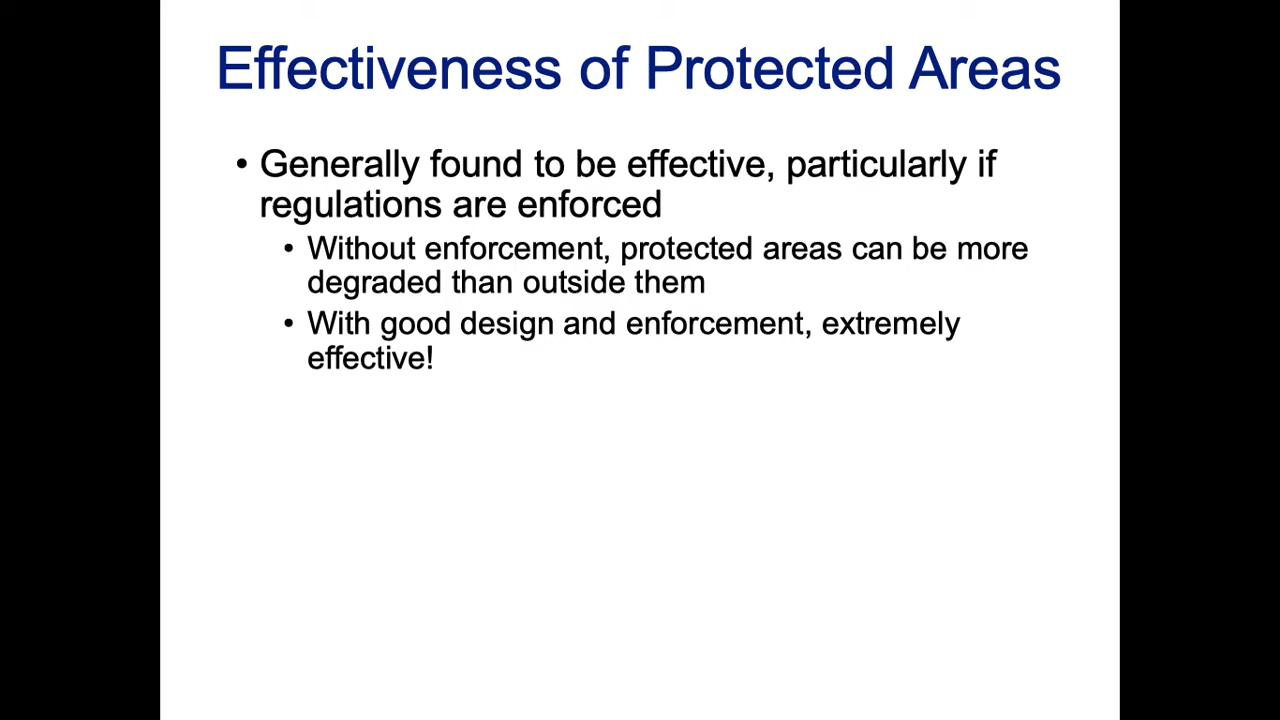 Effectiveness of Protected Areas
• Generally found to be effective, particularly if
regulations are enforced
• Without enforcement, protected areas can be more
degraded than outside them
• With good design and enforcement, extremely
effective!